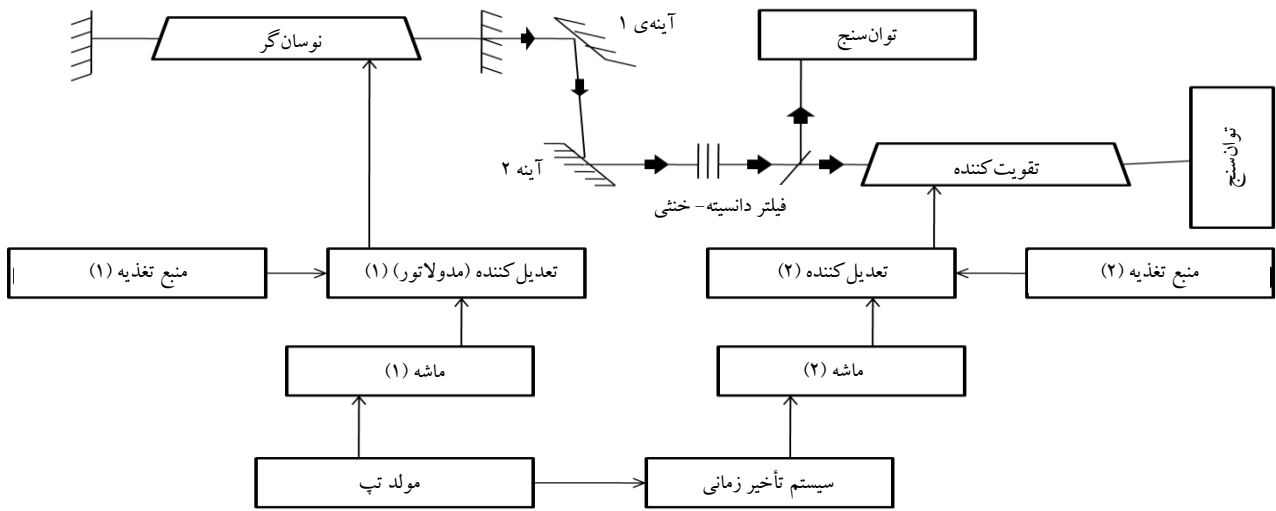 آینه‌ی ۱
نوسان‌گر
توان‌سنج
توان‌سنج
آینه ۲
تقویت‌کننده
فیلتر دانسیته- خنثی
منبع تغذیه (۱)
تعدیل‌کننده (مدولاتور) (۱)
تعدیل‌کننده (۲)
منبع تغذیه (۲)
ماشه (۱)
ماشه (۲)
مولد تپ
سیستم تأخیر زمانی